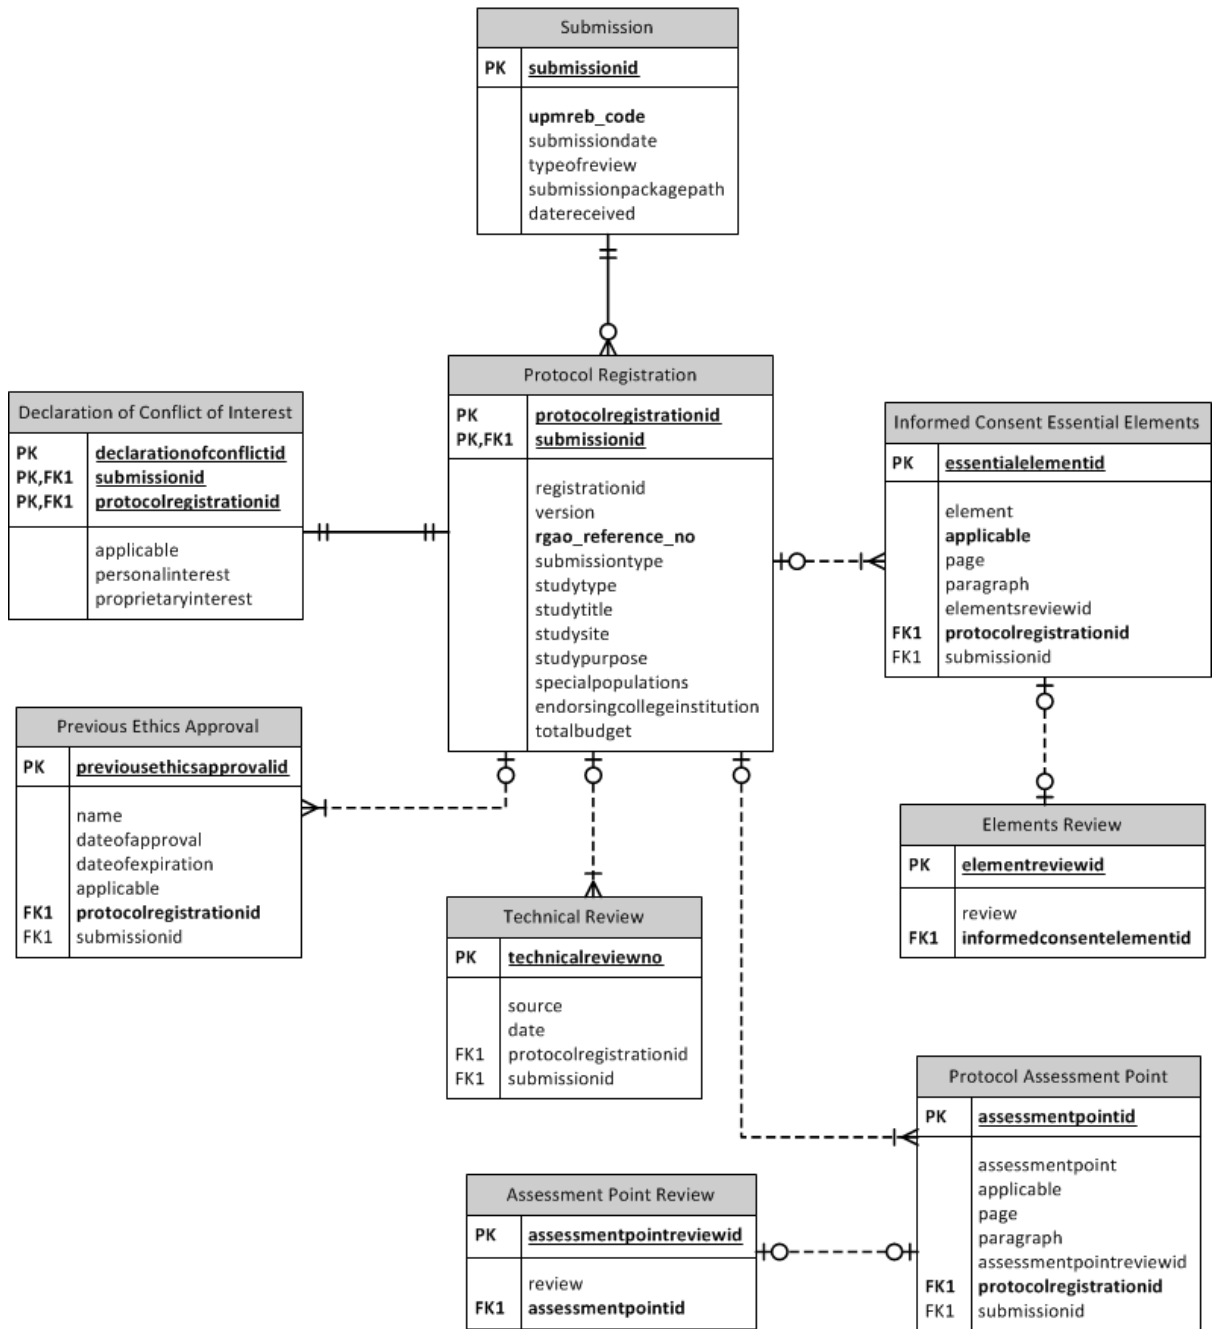 Submission
PK submissionid
upmreb_code
submissiondate
typeofreview
submissionpackagepath
datereceived
Protocol Registration
PK protocolregistrationid
PK,FK1 submissionid
registrationid
version
rgao_reference_no
submissiontype
studytype
studytitle
studysite
studypurpose
specialpopulations
endorsingcollegeinstitution
totalbudget
Declaration of Conflict of Interest
PK declarationofconflictid
PK,FK1 submissionid
PK,FK1 protocolregistrationid
applicable
personalinterest
proprietaryinterest
Informed Consent Essential Elements
PK essentialelementid
element
applicable
page
paragraph
elementsreviewid
FK1 protocolregistrationid
FK1 submissionid
Previous Ethics Approval
PK previousethicsapprovalid
name
dateofapproval
dateofexpiration
applicable
FK1 protocolregistrationid
FK1 submissionid
Elements Review
PK elementreviewid
review
FK1 informedconsentelementid
Technical Review
PK technicalreviewno
source
date
FK1 protocolregistrationid
FK1 submissionid
Protocol Assessment Point
PK assessmentpointid
assessmentpoint
applicable
page
paragraph
assessmentpointreviewid
FK1 protocolregistrationid
FK1 submissionid
Assessment Point Review
PK assessmentpointreviewid
review
FK1 assessmentpointid